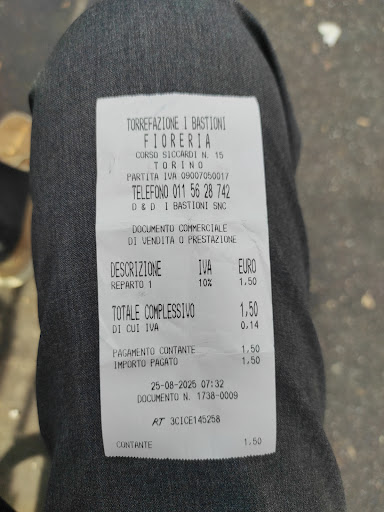 TORREFAZIONE I BASTIONI
FIORERIA
CORSO SICCARDI N. 15
TORINO
PARTITA IVA 09007050017
TELEFONO 011 56 28 742
D & D I BASTIONI SNC
DOCUMENTO COMMERCIALE
DI VENDITA O PRESTAZIONE
DESCRIZIONE IVA EURO
REPARTO 1 10% 1,50
TOTALE COMPLESSIVO 1,50
DI CUI IVA 0,14
PAGAMENTO CONTANTE 1,50
IMPORTO PAGATO 1,50
25-08-2025 07:32
DOCUMENTO N. 1738-0009
RT 3CICE145258
CONTANTE 1,50